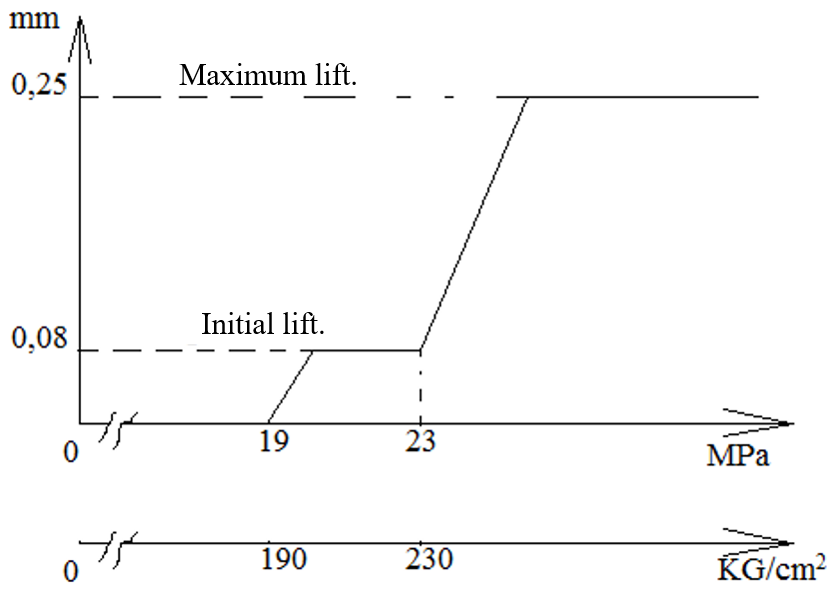 mm
0,25
Maximum lift.
Initial lift.
0,08
0
19
23
MPa
0
190
230
KG/cm²